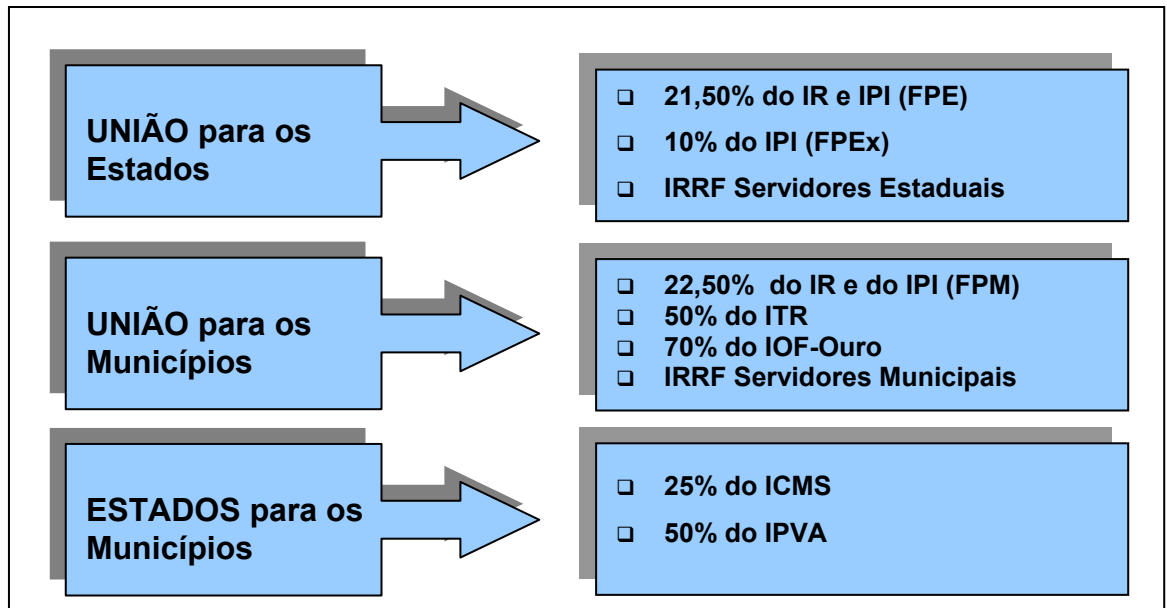 UNIÃO para os
Estados
❑ 21,50% do IR e IPI (FPE)
❑ 10% do IPI (FPEx)
❑ IRRF Servidores Estaduais
UNIÃO para os
Municípios
❑ 22,50% do IR e do IPI (FPM)
❑ 50% do ITR
❑ 70% do IOF-Ouro
❑ IRRF Servidores Municipais
ESTADOS para os
Municípios
❑ 25% do ICMS
❑ 50% do IPVA